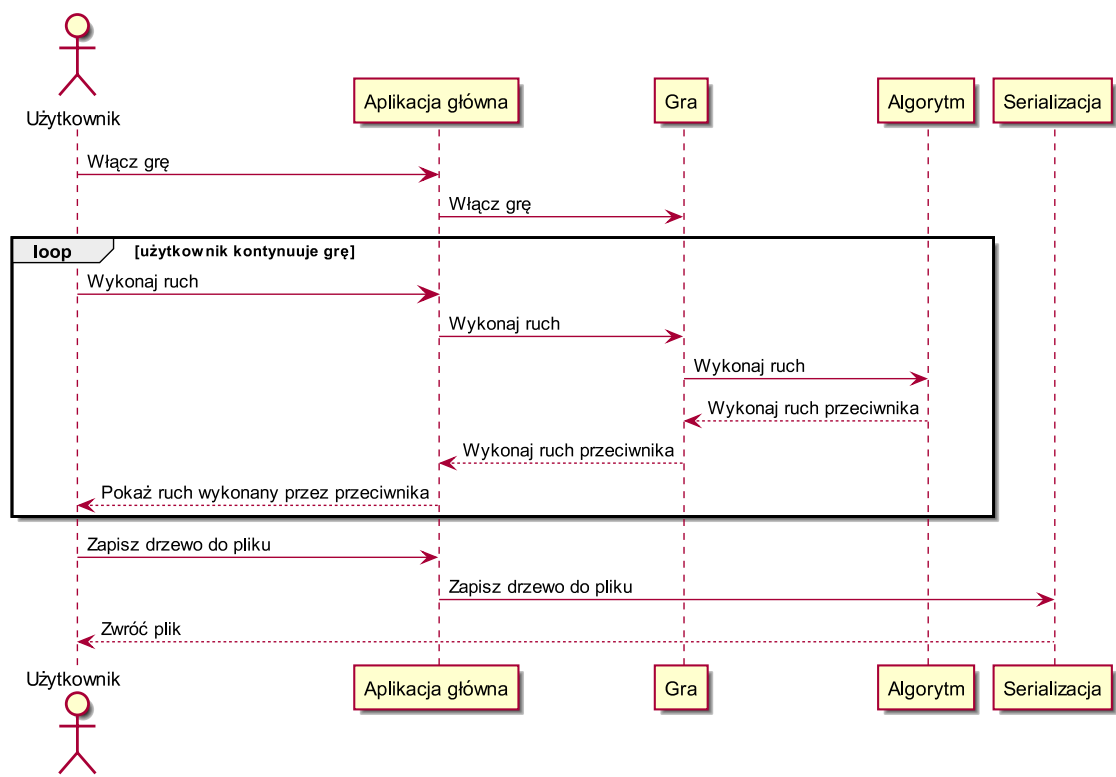 Użytkownik
Aplikacja główna
Gra
Algorytm
Serializacja
Włącz grę
Włącz grę
loop
[użytkownik kontynuuje grę]
Wykonaj ruch
Wykonaj ruch
Wykonaj ruch
Wykonaj ruch przeciwnika
Wykonaj ruch przeciwnika
Pokaż ruch wykonany przez przeciwnika
Zapisz drzewo do pliku
Zapisz drzewo do pliku
Zwróć plik
Użytkownik
Aplikacja główna
Gra
Algorytm
Serializacja